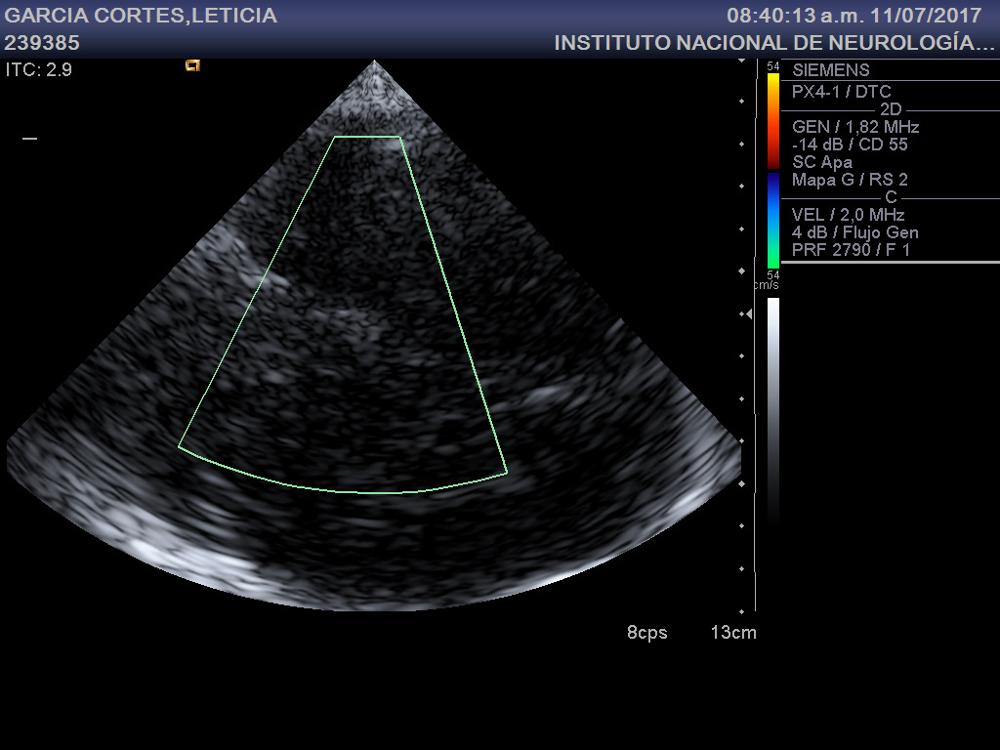 GARCIA CORTES,LETICIA
08:40:13 a.m. 11/07/2017
239385
INSTITUTO NACIONAL DE NEUROLOGÍA...
ITC: 2.9
54
54
cm/s
SIEMENS
PX4-1 / DTC
2D
GEN / 1,82 MHz
-14 dB / CD 55
SC Apa
Mapa G / RS 2
C
VEL / 2,0 MHz
4 dB / Flujo Gen
PRF 2790 / F 1
8cps
13cm